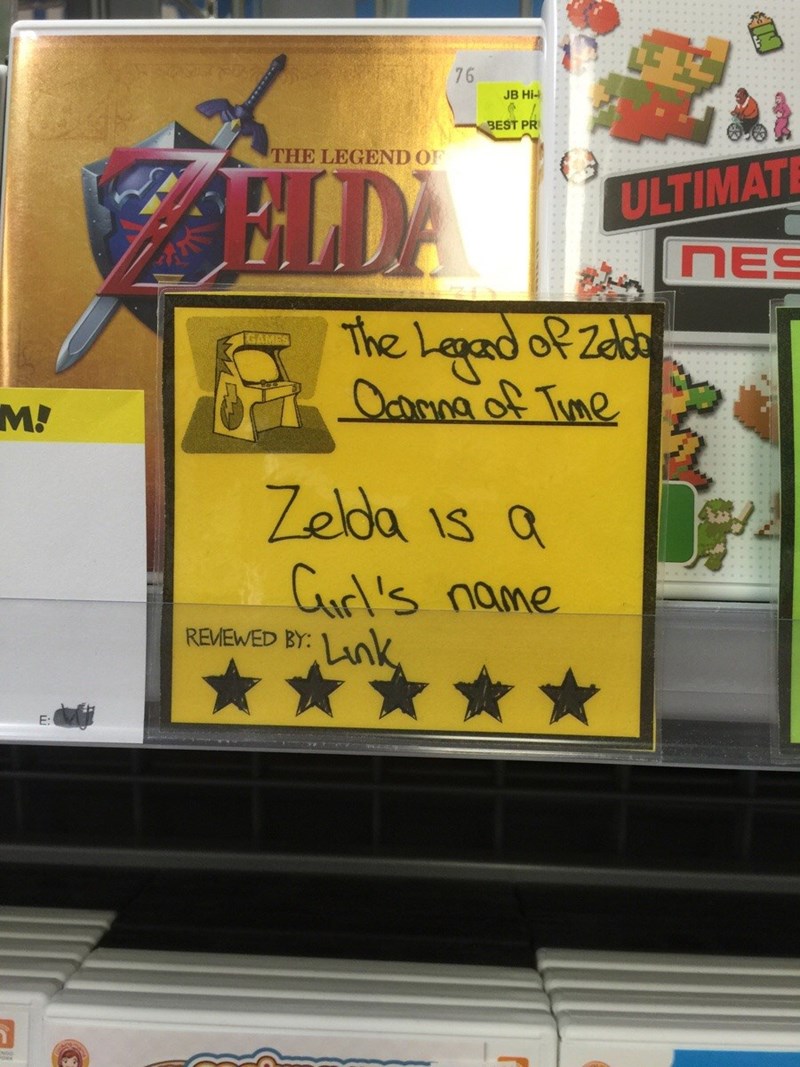 76
JB Hi-
BEST PR
THE LEGEND OF
ZELDA
ULTIMATE
NES
M!
GAMES
The Legend of Zelda
Ocarina of Time
Zelda is a
Girl's name
REVIEWED BY: Link
E: